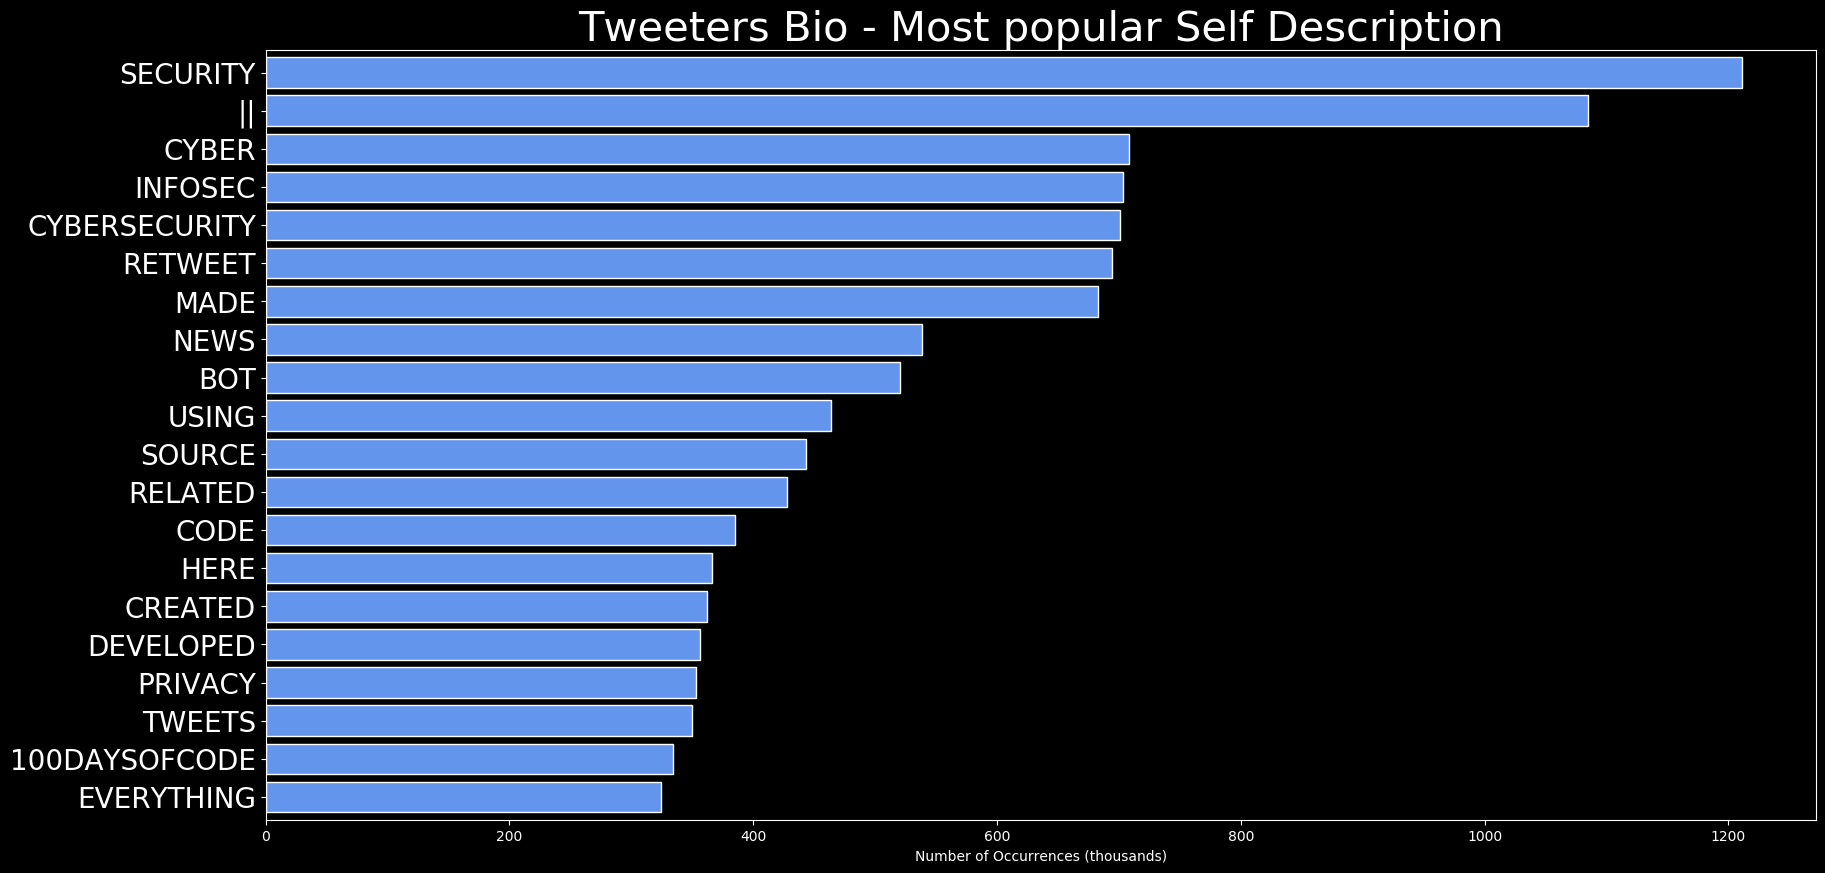 Tweeters Bio - Most popular Self Description
SECURITY
||
CYBER
INFOSEC
CYBERSECURITY
RETWEET
MADE
NEWS
BOT
USING
SOURCE
RELATED
CODE
HERE
CREATED
DEVELOPED
PRIVACY
TWEETS
100DAYSOFCODE
EVERYTHING
0 200 400 600 800 1000 1200
Number of Occurrences (thousands)